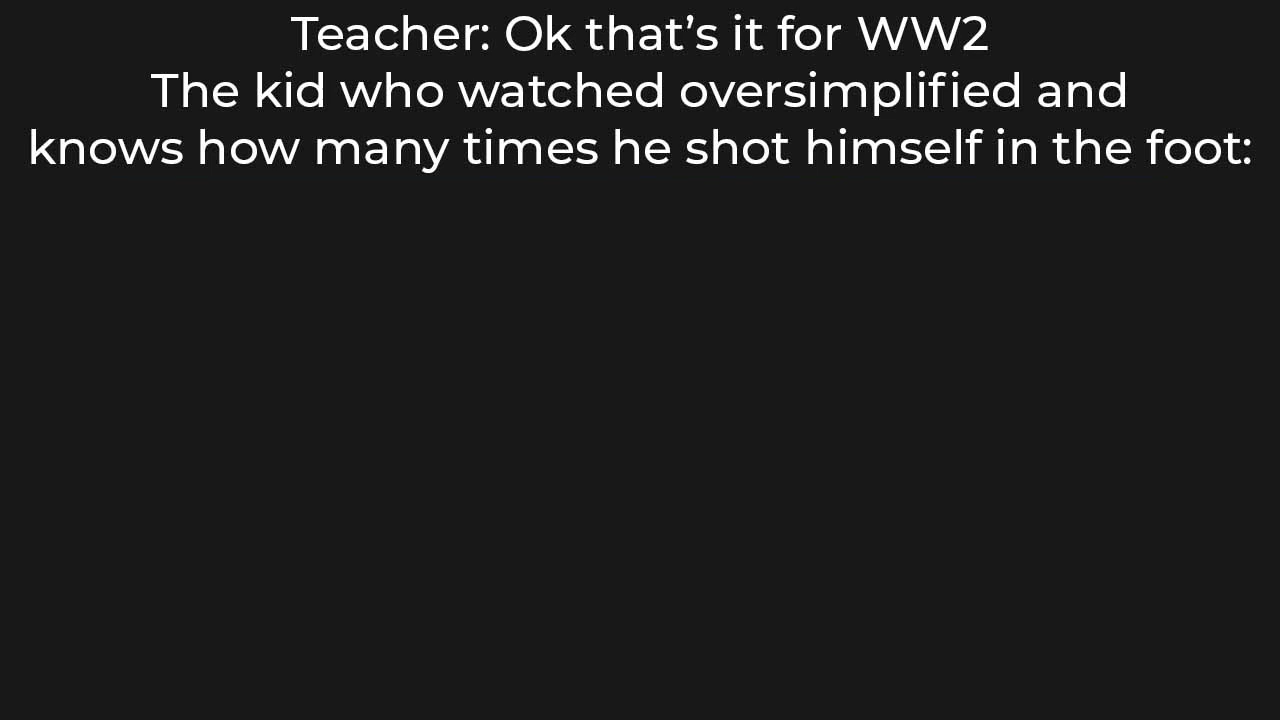 Teacher: Ok that’s it for WW2
The kid who watched oversimplified and
knows how many times he shot himself in the foot: